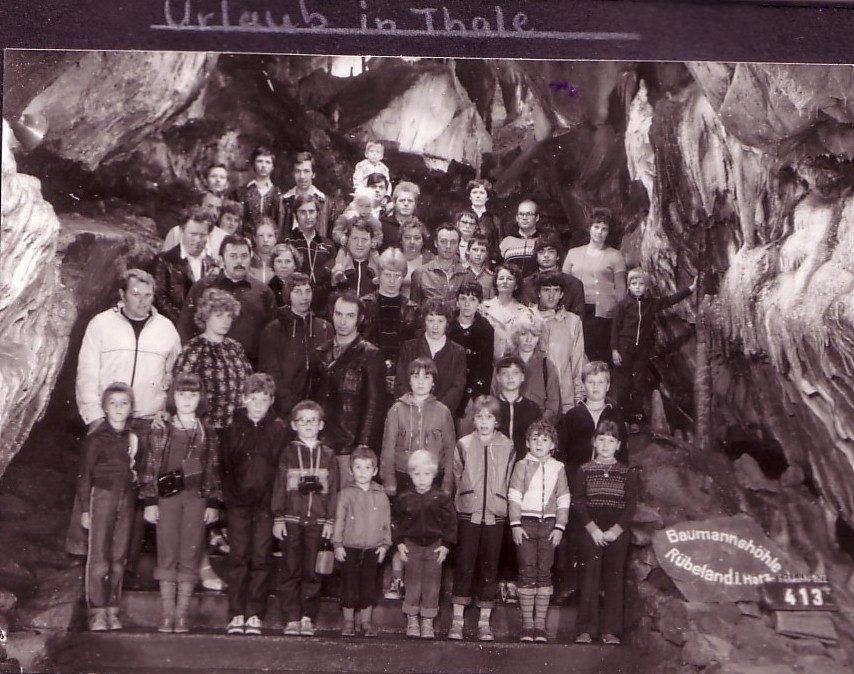 Urlaub in Thale
Baumannshöhle
Rübeland i. Harz
413